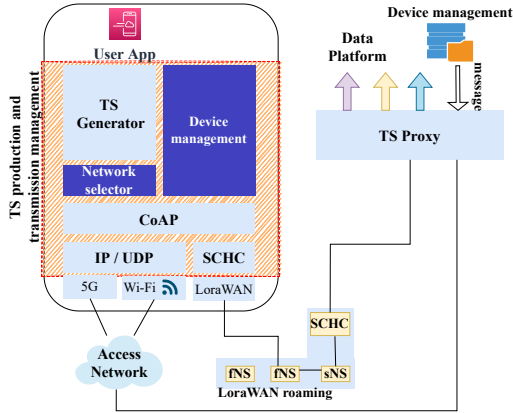 User App
TS production and
transmission management
TS
Generator
Device
management
Network
selector
CoAP
IP / UDP
SCHC
5G
Wi-Fi
LoraWAN
Access
Network
Device management
Data
Platform
message
TS Proxy
SCHC
fNS
fNS
sNS
LoraWAN roaming